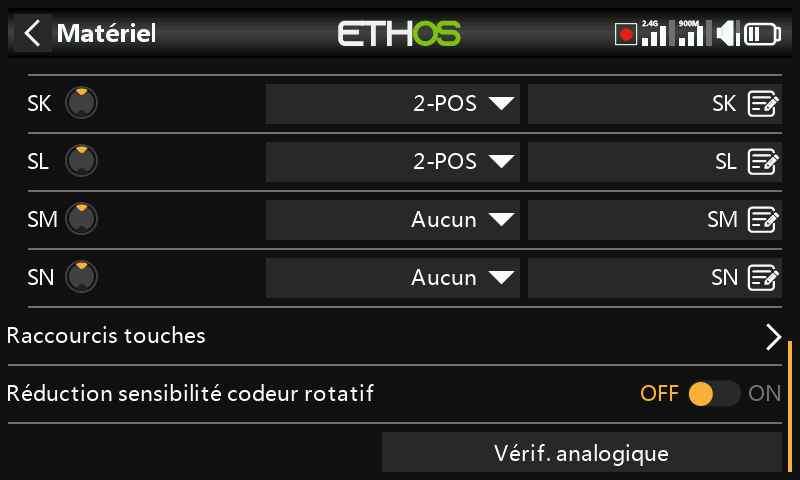 Matériel ETHOS 2.4G 900M
SK 2-POS SK
SL 2-POS SL
SM Aucun SM
SN Aucun SN
Raccourcis touches
Réduction sensibilité codeur rotatif OFF ON
Vérif. analogique